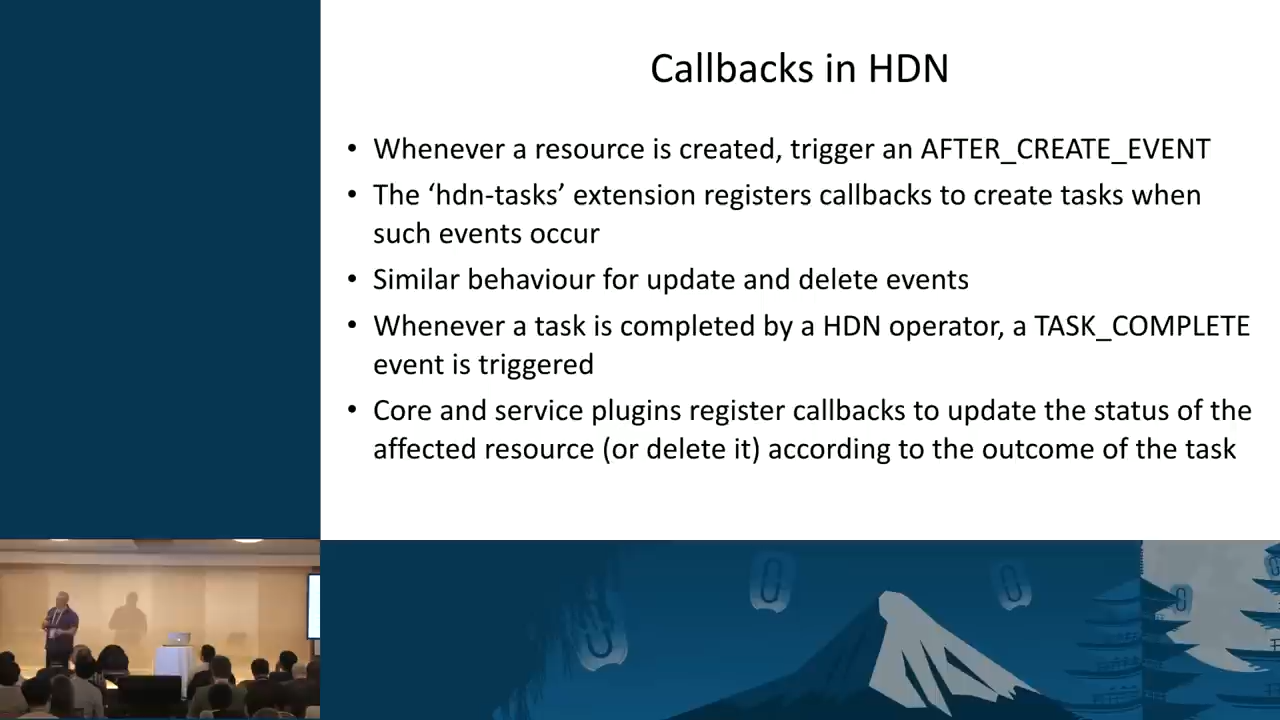 Callbacks in HDN
• Whenever a resource is created, trigger an AFTER_CREATE_EVENT
• The ‘hdn-tasks’ extension registers callbacks to create tasks when
such events occur
• Similar behaviour for update and delete events
• Whenever a task is completed by a HDN operator, a TASK_COMPLETE
event is triggered
• Core and service plugins register callbacks to update the status of the
affected resource (or delete it) according to the outcome of the task